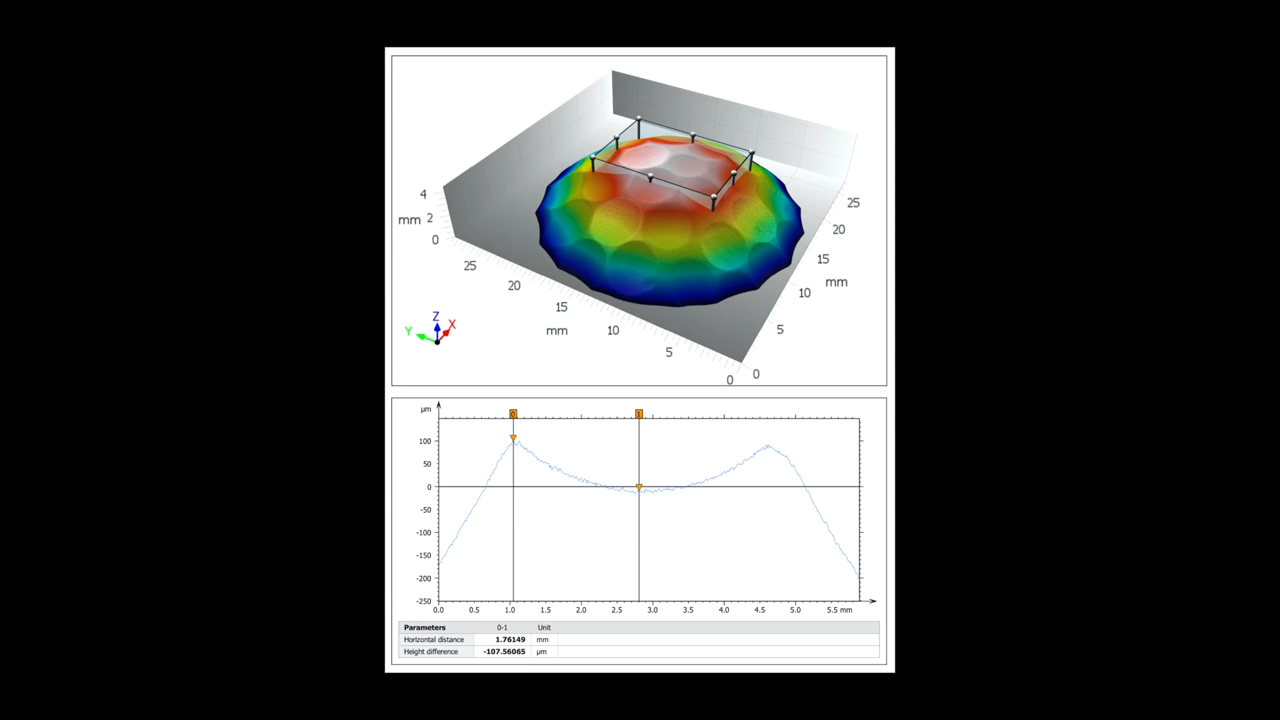 4
mm 2
0
25
20
15
mm 10
5
0
0
5
10
mm
15
20
25
Z
Y X
µm
0 1
100
50
0
-50
-100
-150
-200
-250
0.0 0.5 1.0 1.5 2.0 2.5 3.0 3.5 4.0 4.5 5.0 5.5 mm
Parameters 0-1 Unit
Horizontal distance 1.76149 mm
Height difference -107.56065 µm